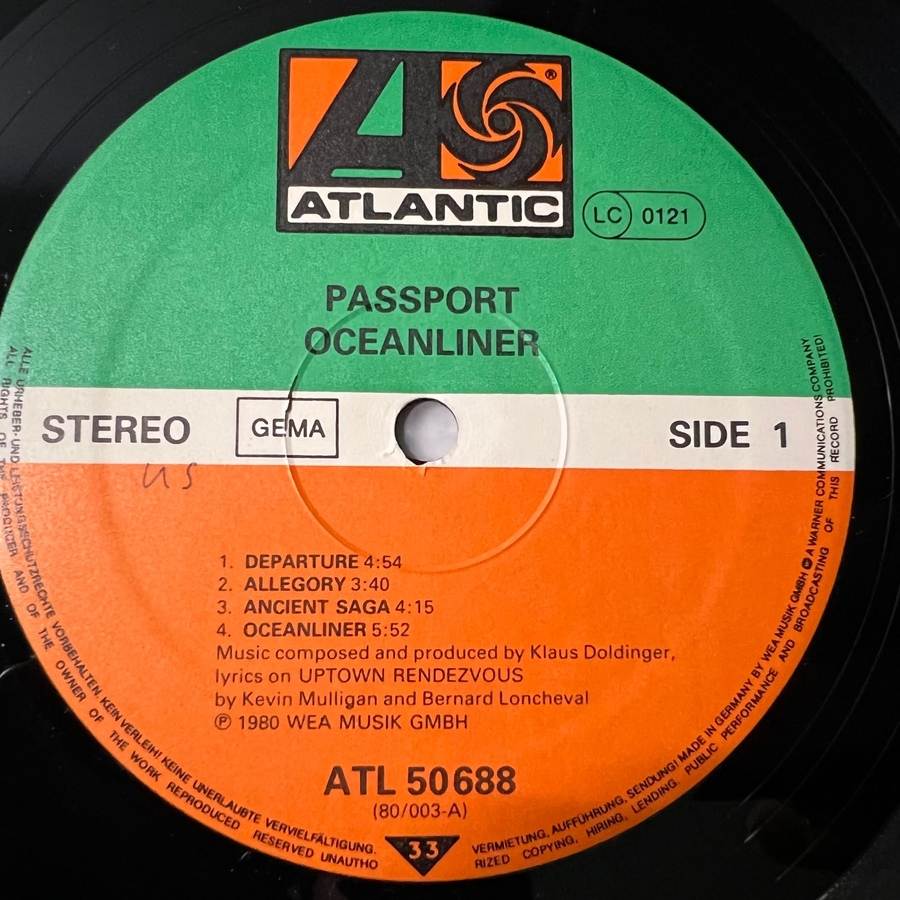 ATLANTIC
®
LC 0121
PASSPORT
OCEANLINER
STEREO
GEMA
SIDE 1
us
1. DEPARTURE 4:54
2. ALLEGORY 3:40
3. ANCIENT SAGA 4:15
4. OCEANLINER 5:52
Music composed and produced by Klaus Doldinger,
lyrics on UPTOWN RENDEZVOUS
by Kevin Mulligan and Bernard Loncheval
℗ 1980 WEA MUSIK GMBH
ATL 50688
(80/003-A)
33
ALLE URHEBER- UND LEISTUNGSSCHUTZRECHTE VORBEHALTEN. KEIN VERLEIH! KEINE UNERLAUBTE VERVIELFÄLTIGUNG. VERMIETUNG, AUFFÜHRUNG, SENDUNG! MADE IN GERMANY BY WEA MUSIK GMBH A WARNER COMMUNICATIONS COMPANY
ALL RIGHTS OF THE PRODUCER AND OF THE OWNER OF THE WORK REPRODUCED RESERVED UNAUTHORIZED COPYING, HIRING, LENDING PUBLIC PERFORMANCE AND BROADCASTING OF THIS RECORD PROHIBITED!